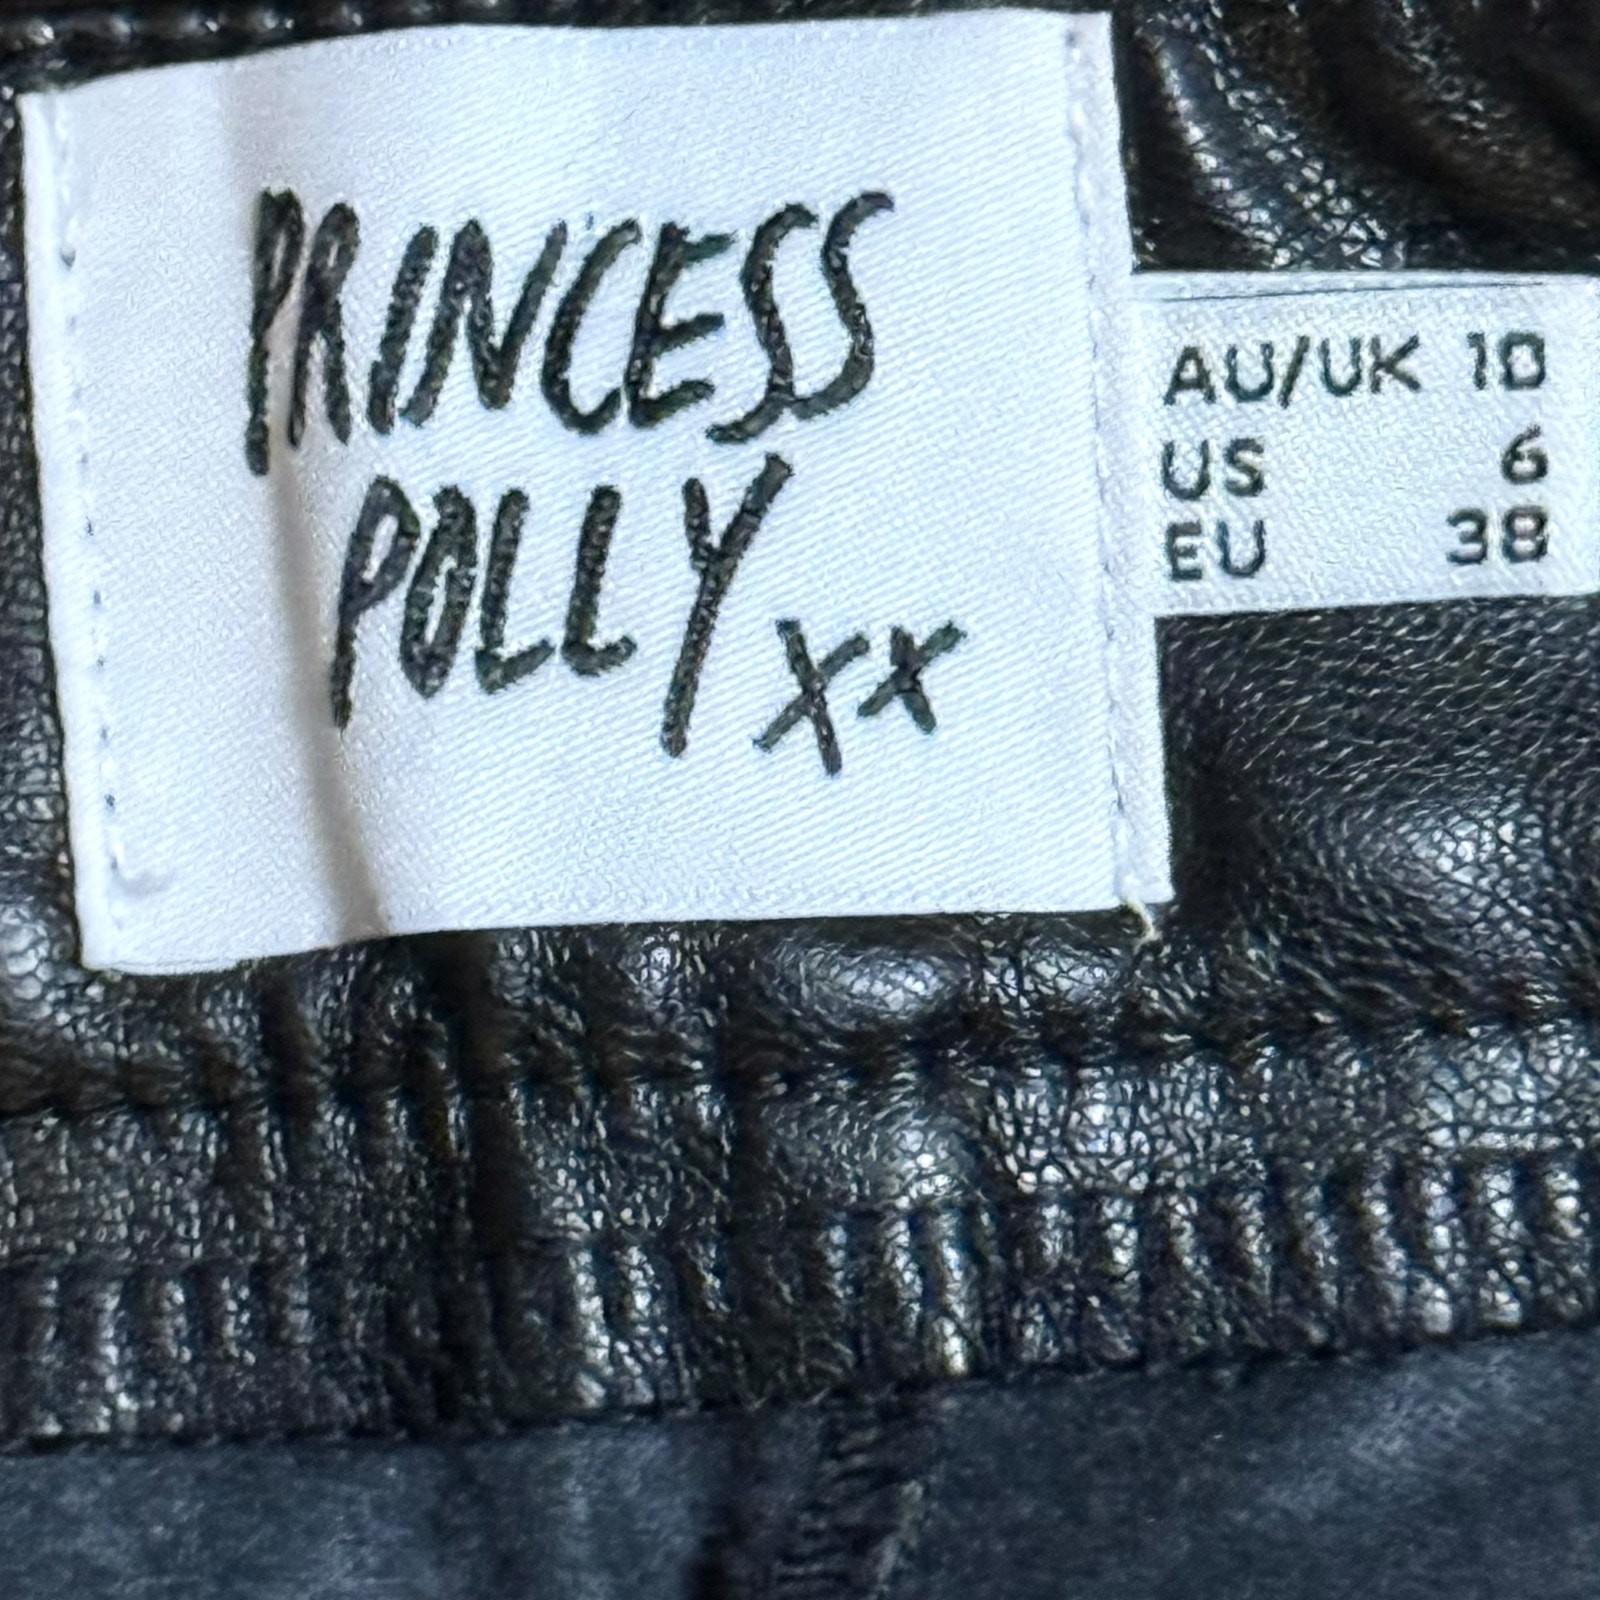 PRINCESS
POLLY xx
AU/UK 10
US 6
EU 38